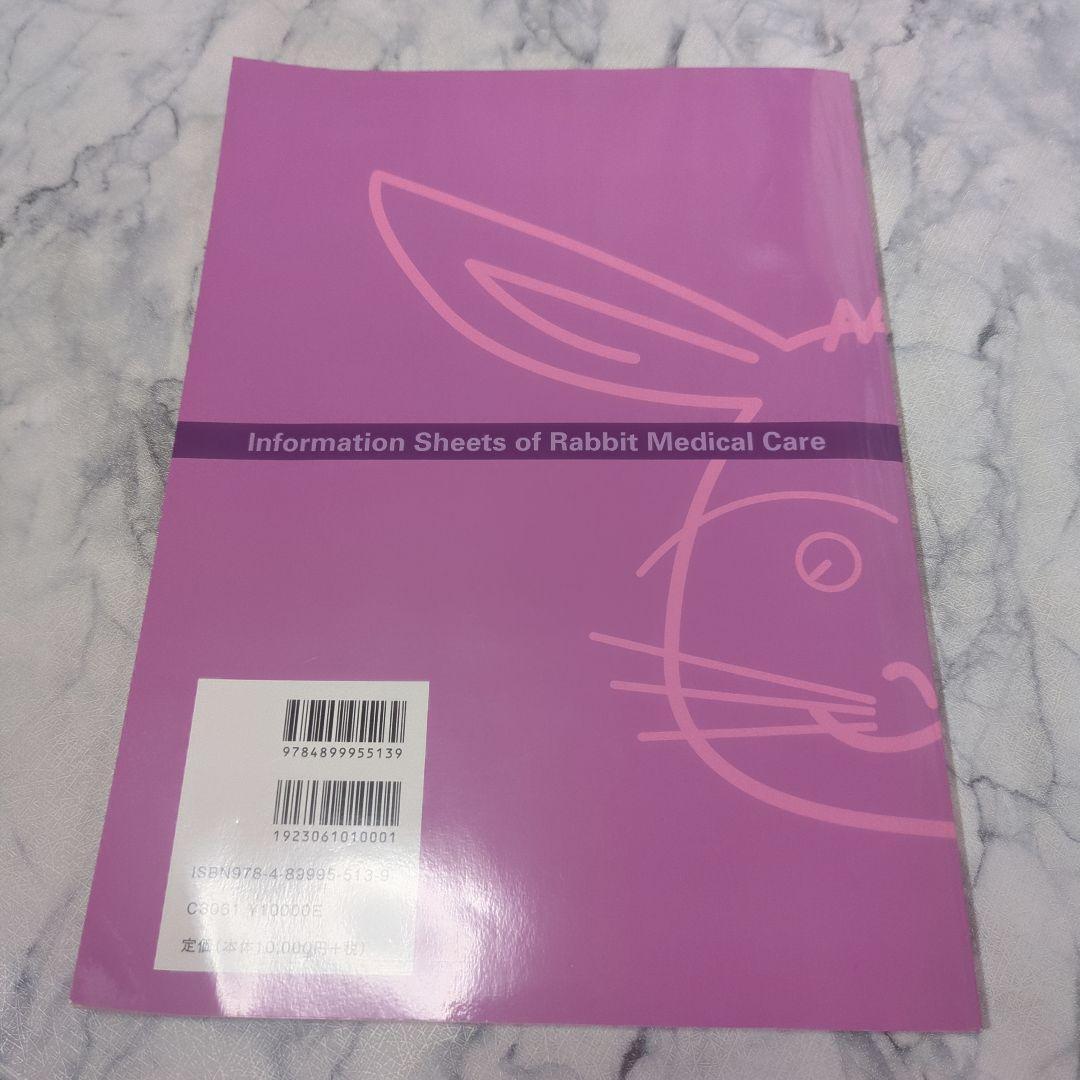 Information Sheets of Rabbit Medical Care
9784899955139
1923061010001
ISBN978-4-89995-513-9
C3061 ¥10000E
定価(本体10,000円+税)